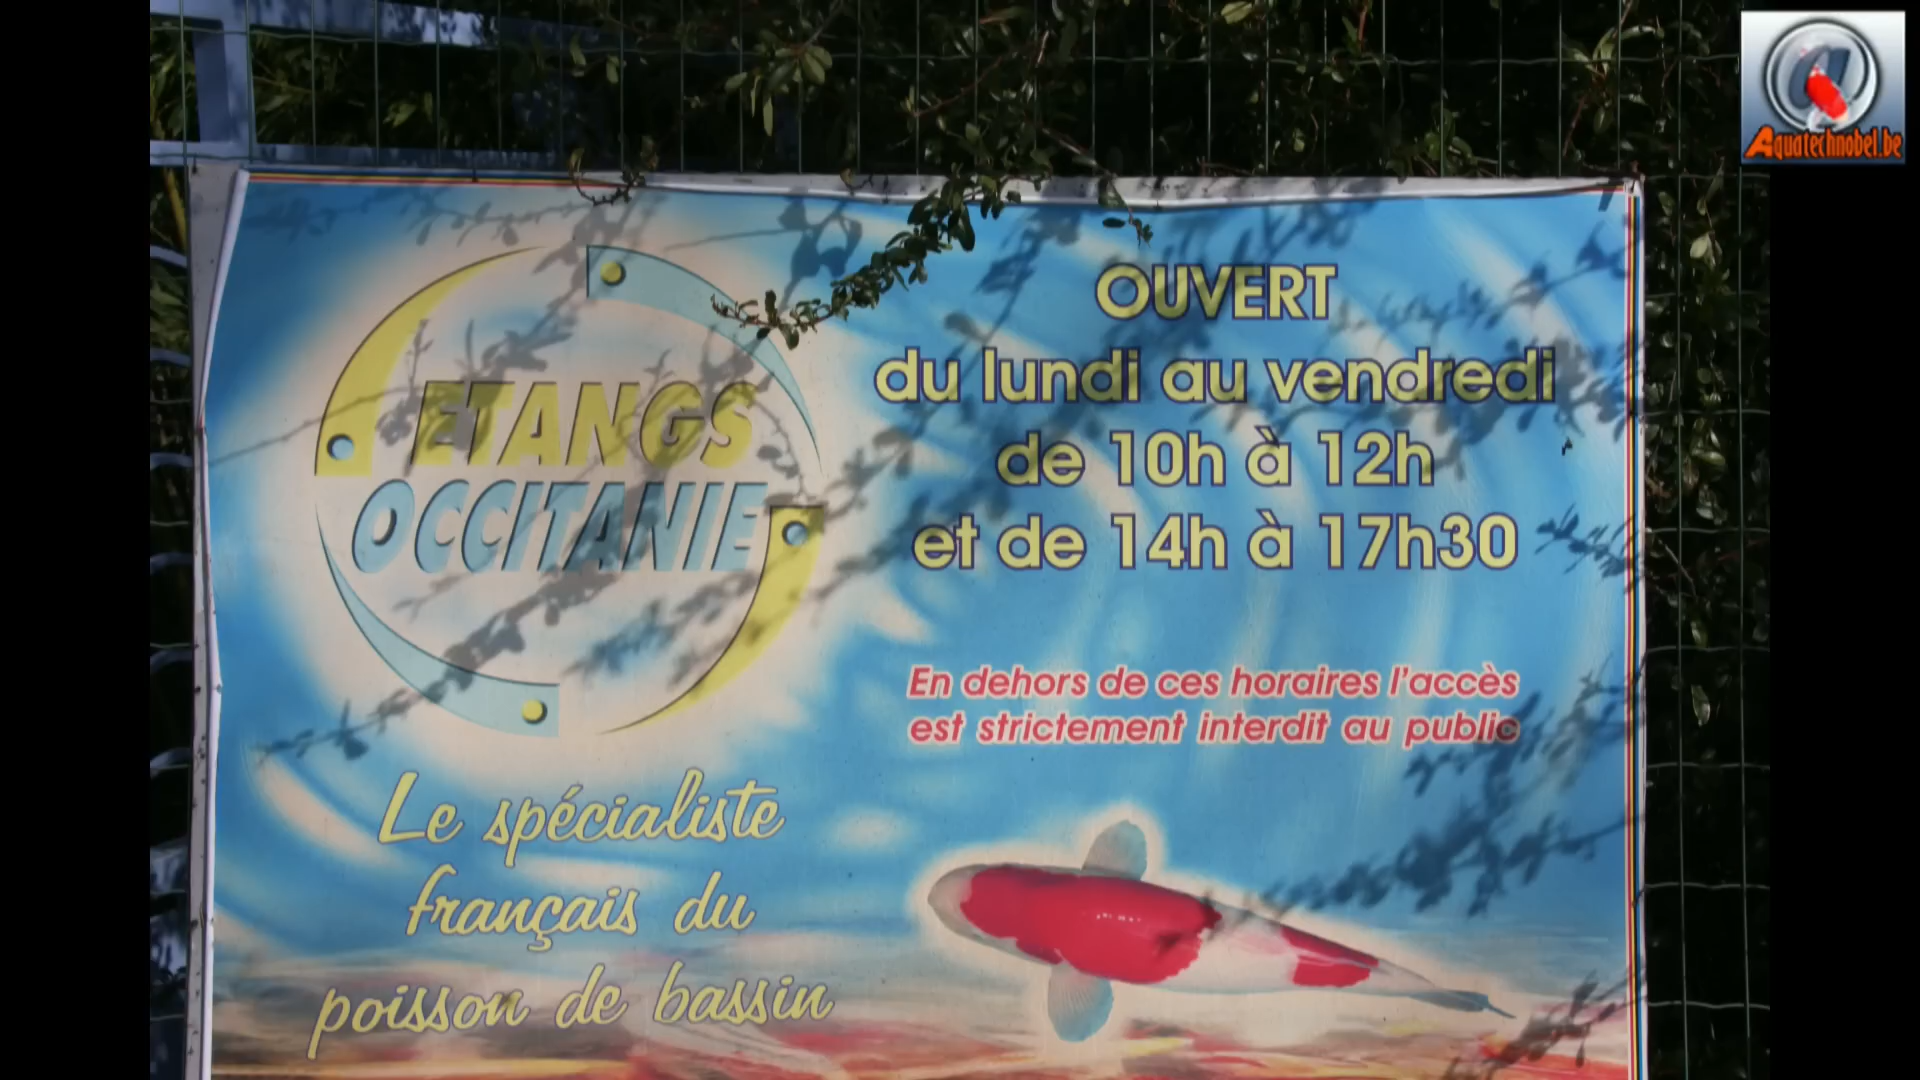 Aquatechnobel.be
ETANGS
OCCITANIE
OUVERT
du lundi au vendredi
de 10h à 12h
et de 14h à 17h30
En dehors de ces horaires l'accès
est strictement interdit au public
Le spécialiste
français du
poisson de bassin